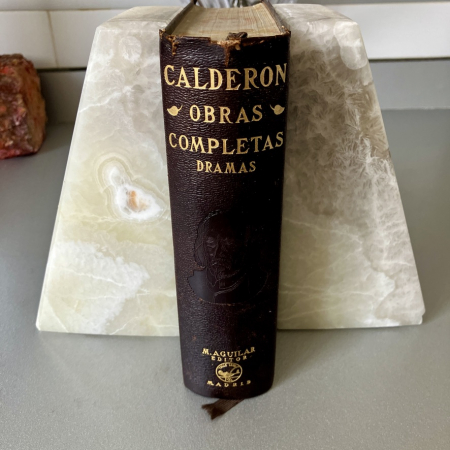 CALDERON
OBRAS
COMPLETAS
DRAMAS
M. AGUILAR
EDITOR
MADRID